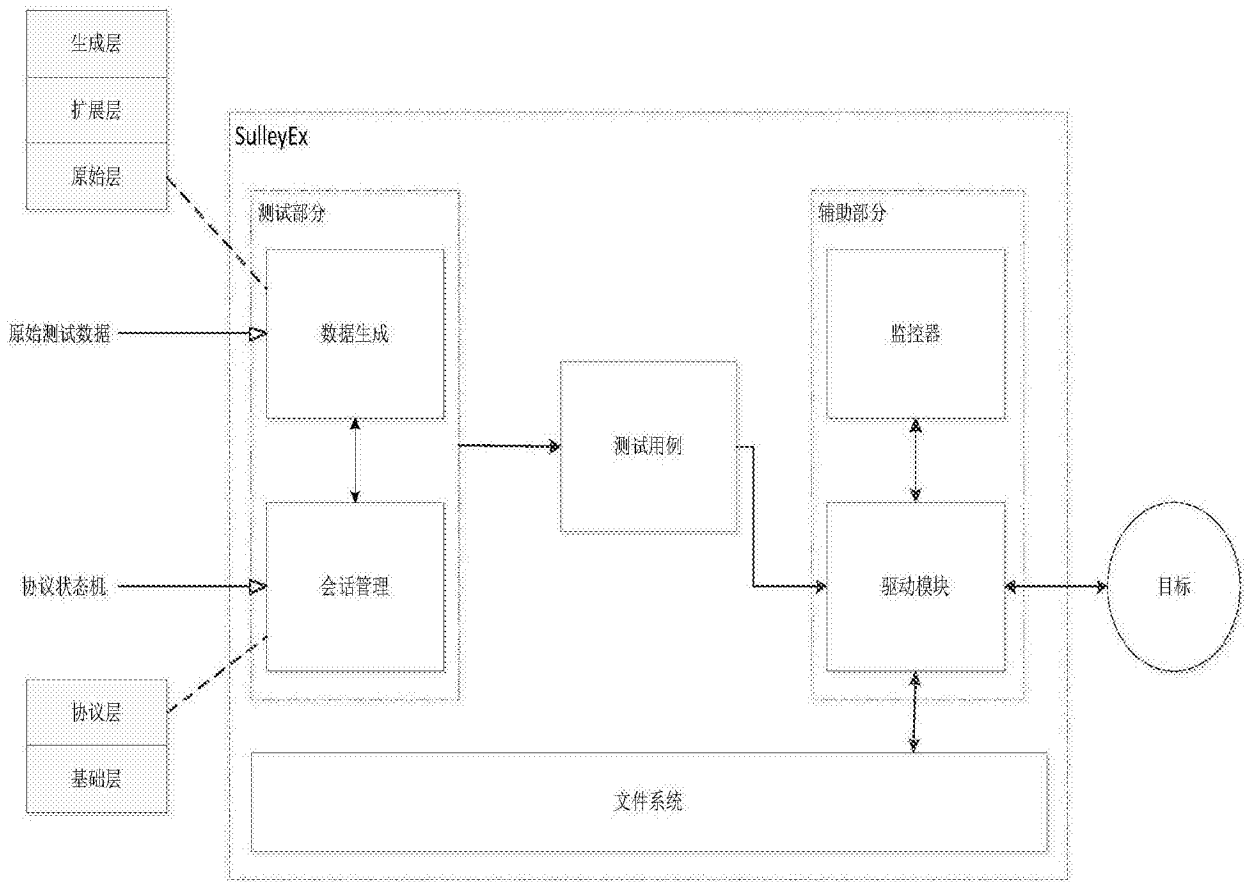 生成层
扩展层
原始层
SulleyEx
测试部分
辅助部分
原始测试数据
数据生成
监控器
测试用例
协议状态机
会话管理
驱动模块
目标
协议层
基础层
文件系统